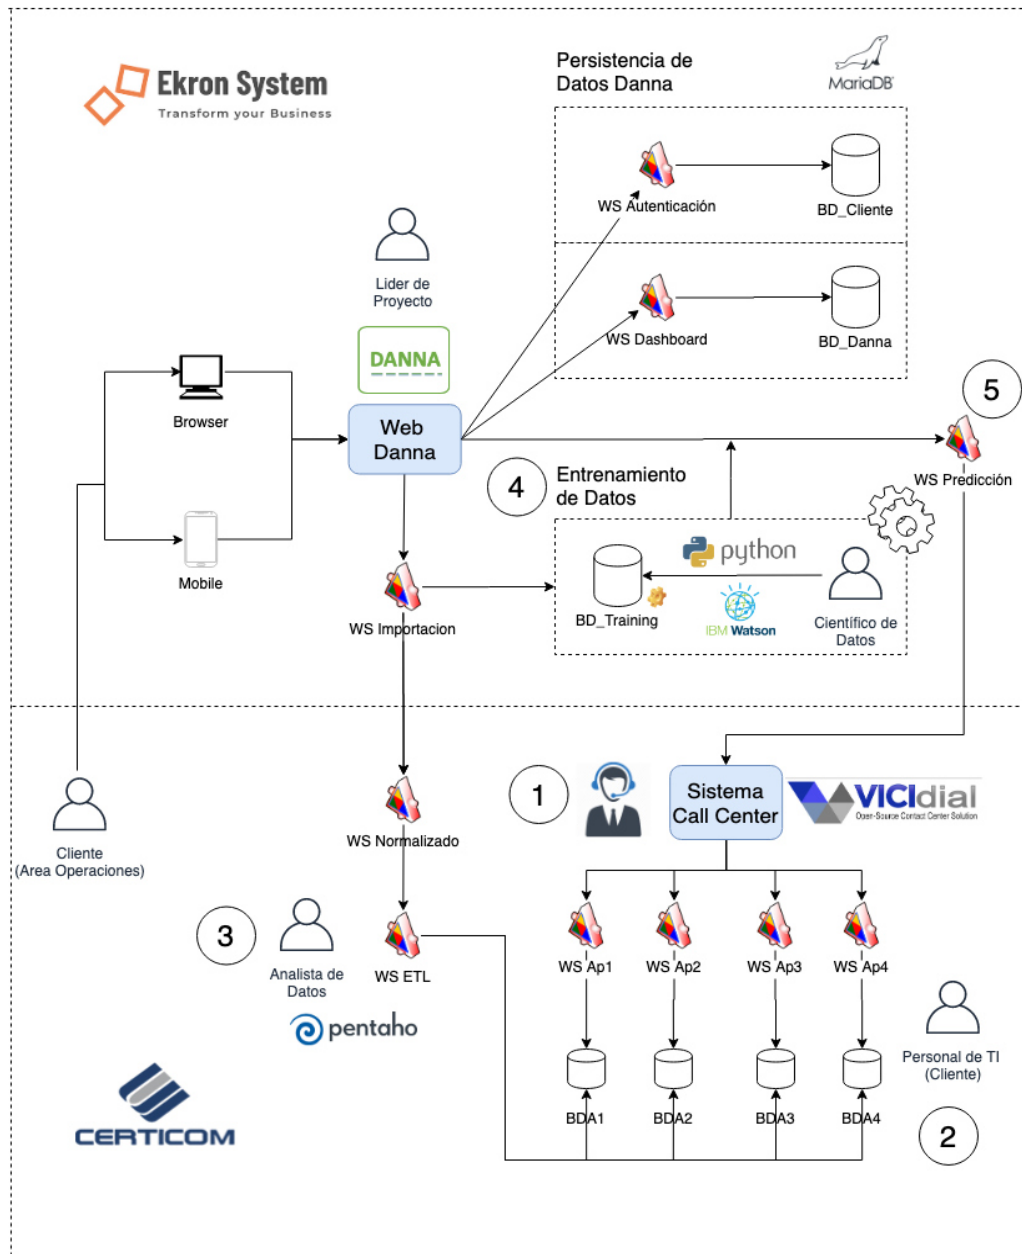 Ekron System
Transform your Business
Persistencia de
Datos Danna
MariaDB
WS Autenticación
BD_Cliente
Lider de
Proyecto
WS Dashboard
BD_Danna
DANNA
Browser
Web
Danna
5
4
Entrenamiento
de Datos
WS Predicción
Mobile
python
WS Importacion
BD_Training
IBM Watson
Científico de
Datos
1
Sistema
Call Center
VICIdial
Open-Source Contact Center Solution
Cliente
(Area Operaciones)
WS Normalizado
3
Analista de
Datos
WS ETL
WS Ap1
WS Ap2
WS Ap3
WS Ap4
pentaho
Personal de TI
(Cliente)
BDA1
BDA2
BDA3
BDA4
2
CERTICOM